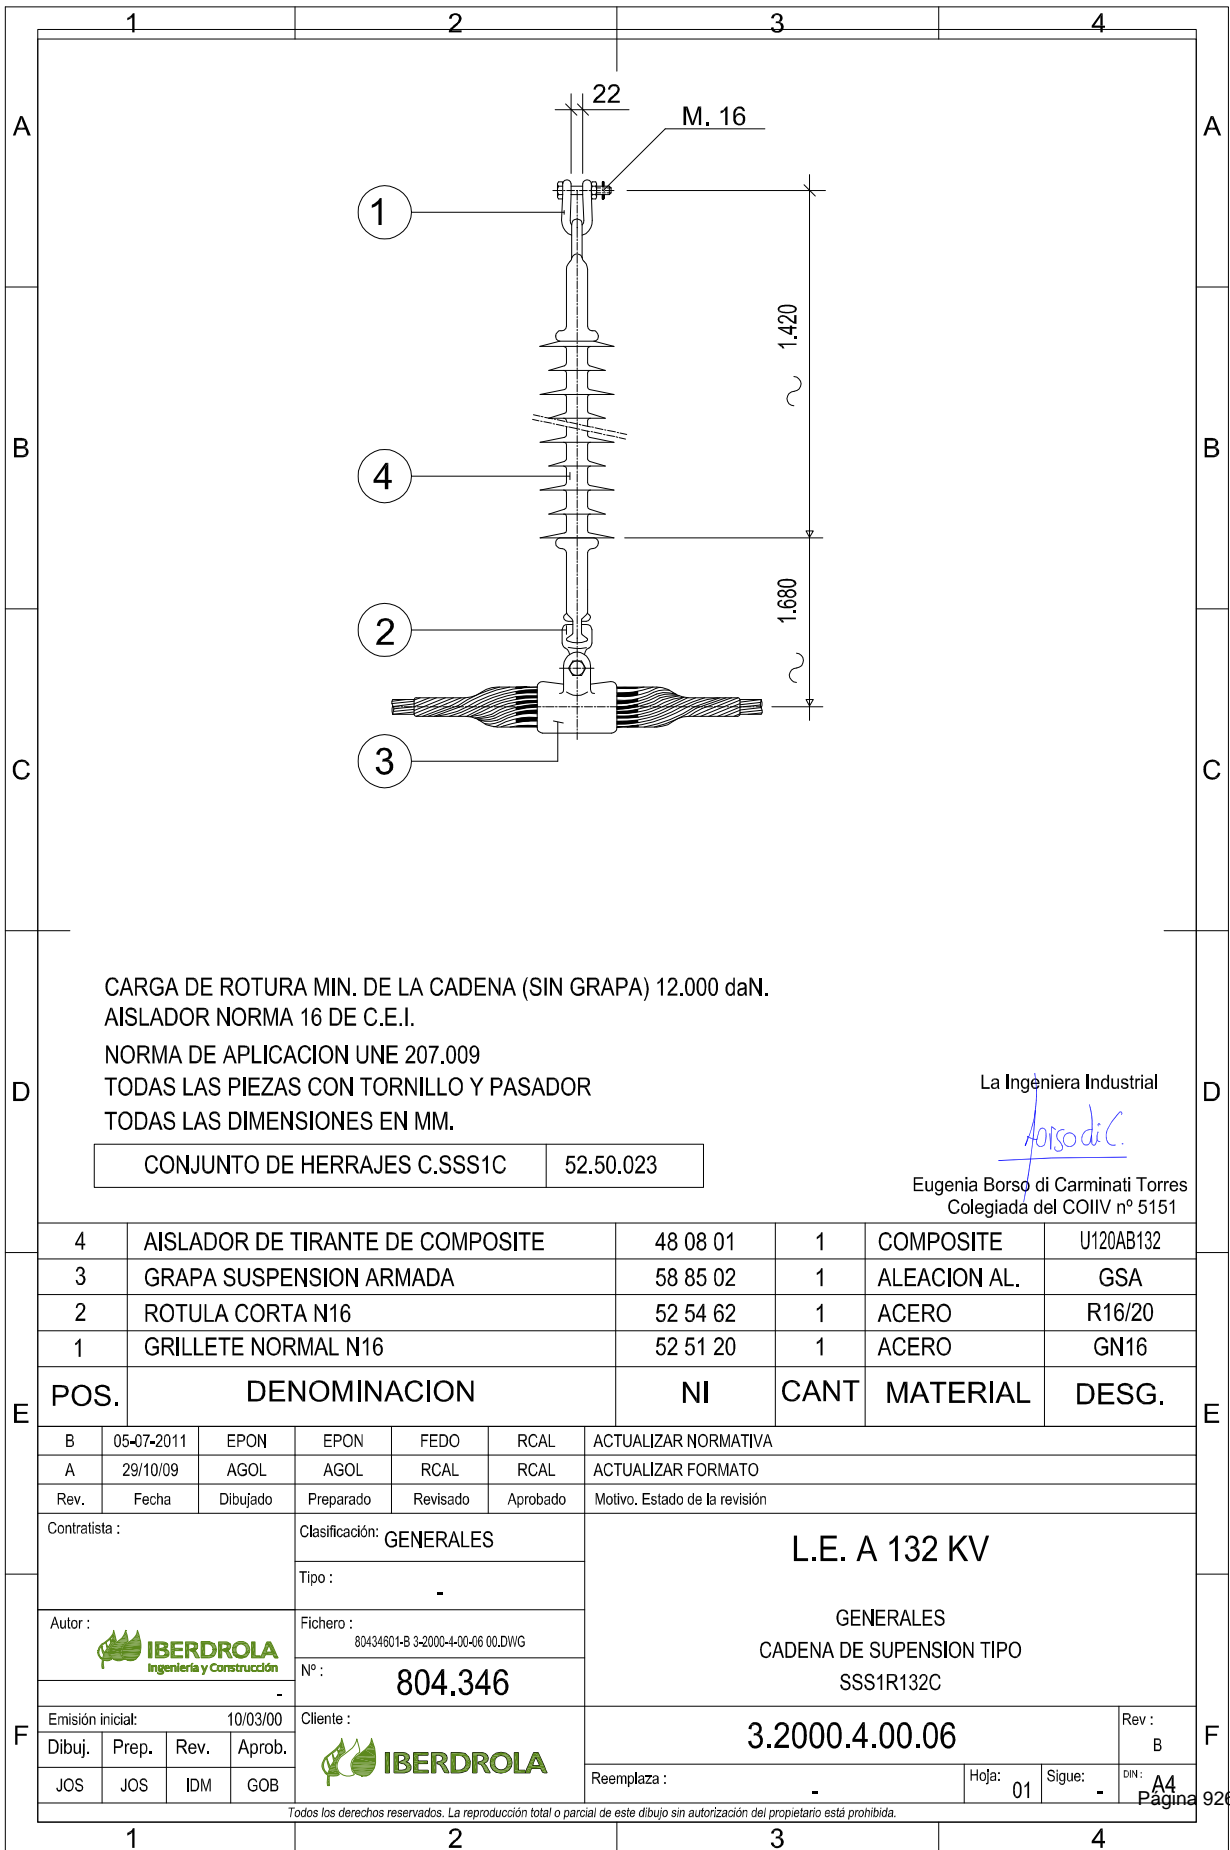 1 2 3 4
A A
22
M. 16
1
1.420
B B
4
1.680
2
3
C C
CARGA DE ROTURA MIN. DE LA CADENA (SIN GRAPA) 12.000 daN.
AISLADOR NORMA 16 DE C.E.I.
NORMA DE APLICACION UNE 207.009
TODAS LAS PIEZAS CON TORNILLO Y PASADOR
TODAS LAS DIMENSIONES EN MM.
D D
La Ingeniera Industrial
Eugenia Borso di Carminati Torres
Colegiada del COIIV nº 5151
CONJUNTO DE HERRAJES C.SSS1C 52.50.023
4 AISLADOR DE TIRANTE DE COMPOSITE 48 08 01 1 COMPOSITE U120AB132
3 GRAPA SUSPENSION ARMADA 58 85 02 1 ALEACION AL. GSA
2 ROTULA CORTA N16 52 54 62 1 ACERO R16/20
1 GRILLETE NORMAL N16 52 51 20 1 ACERO GN16
POS. DENOMINACION NI CANT MATERIAL DESG.
E E
B 05-07-2011 EPON EPON FEDO RCAL ACTUALIZAR NORMATIVA
A 29/10/09 AGOL AGOL RCAL RCAL ACTUALIZAR FORMATO
Rev. Fecha Dibujado Preparado Revisado Aprobado Motivo. Estado de la revisión
Contratista :
Clasificación: GENERALES
Tipo : -
Autor : IBERDROLA
Ingeniería y Construcción
-
Fichero :
80434601-B 3-2000-4-00-06 00.DWG
Nº : 804.346
L.E. A 132 KV
GENERALES
CADENA DE SUPENSION TIPO
SSS1R132C
Emisión inicial: 10/03/00
Dibuj. Prep. Rev. Aprob.
JOS JOS IDM GOB
Cliente :
IBERDROLA
3.2000.4.00.06
Rev :
B
Reemplaza : -
Hoja: 01
Sigue: -
DIN : A4
F F
Página 926
Todos los derechos reservados. La reproducción total o parcial de este dibujo sin autorización del propietario está prohibida.
1 2 3 4